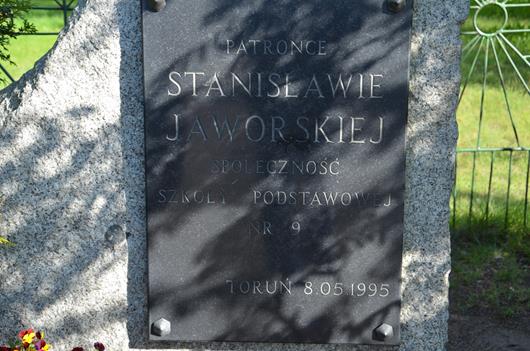 PATRONCE
STANISŁAWIE
JAWORSKIEJ
SPOŁECZNOŚĆ
SZKOŁY PODSTAWOWEJ
NR 9
TORUŃ 8.05.1995